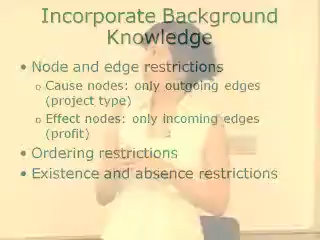 Incorporate Background
Knowledge
• Node and edge restrictions
o Cause nodes: only outgoing edges
(project type)
o Effect nodes: only incoming edges
(profit)
• Ordering restrictions
• Existence and absence restrictions